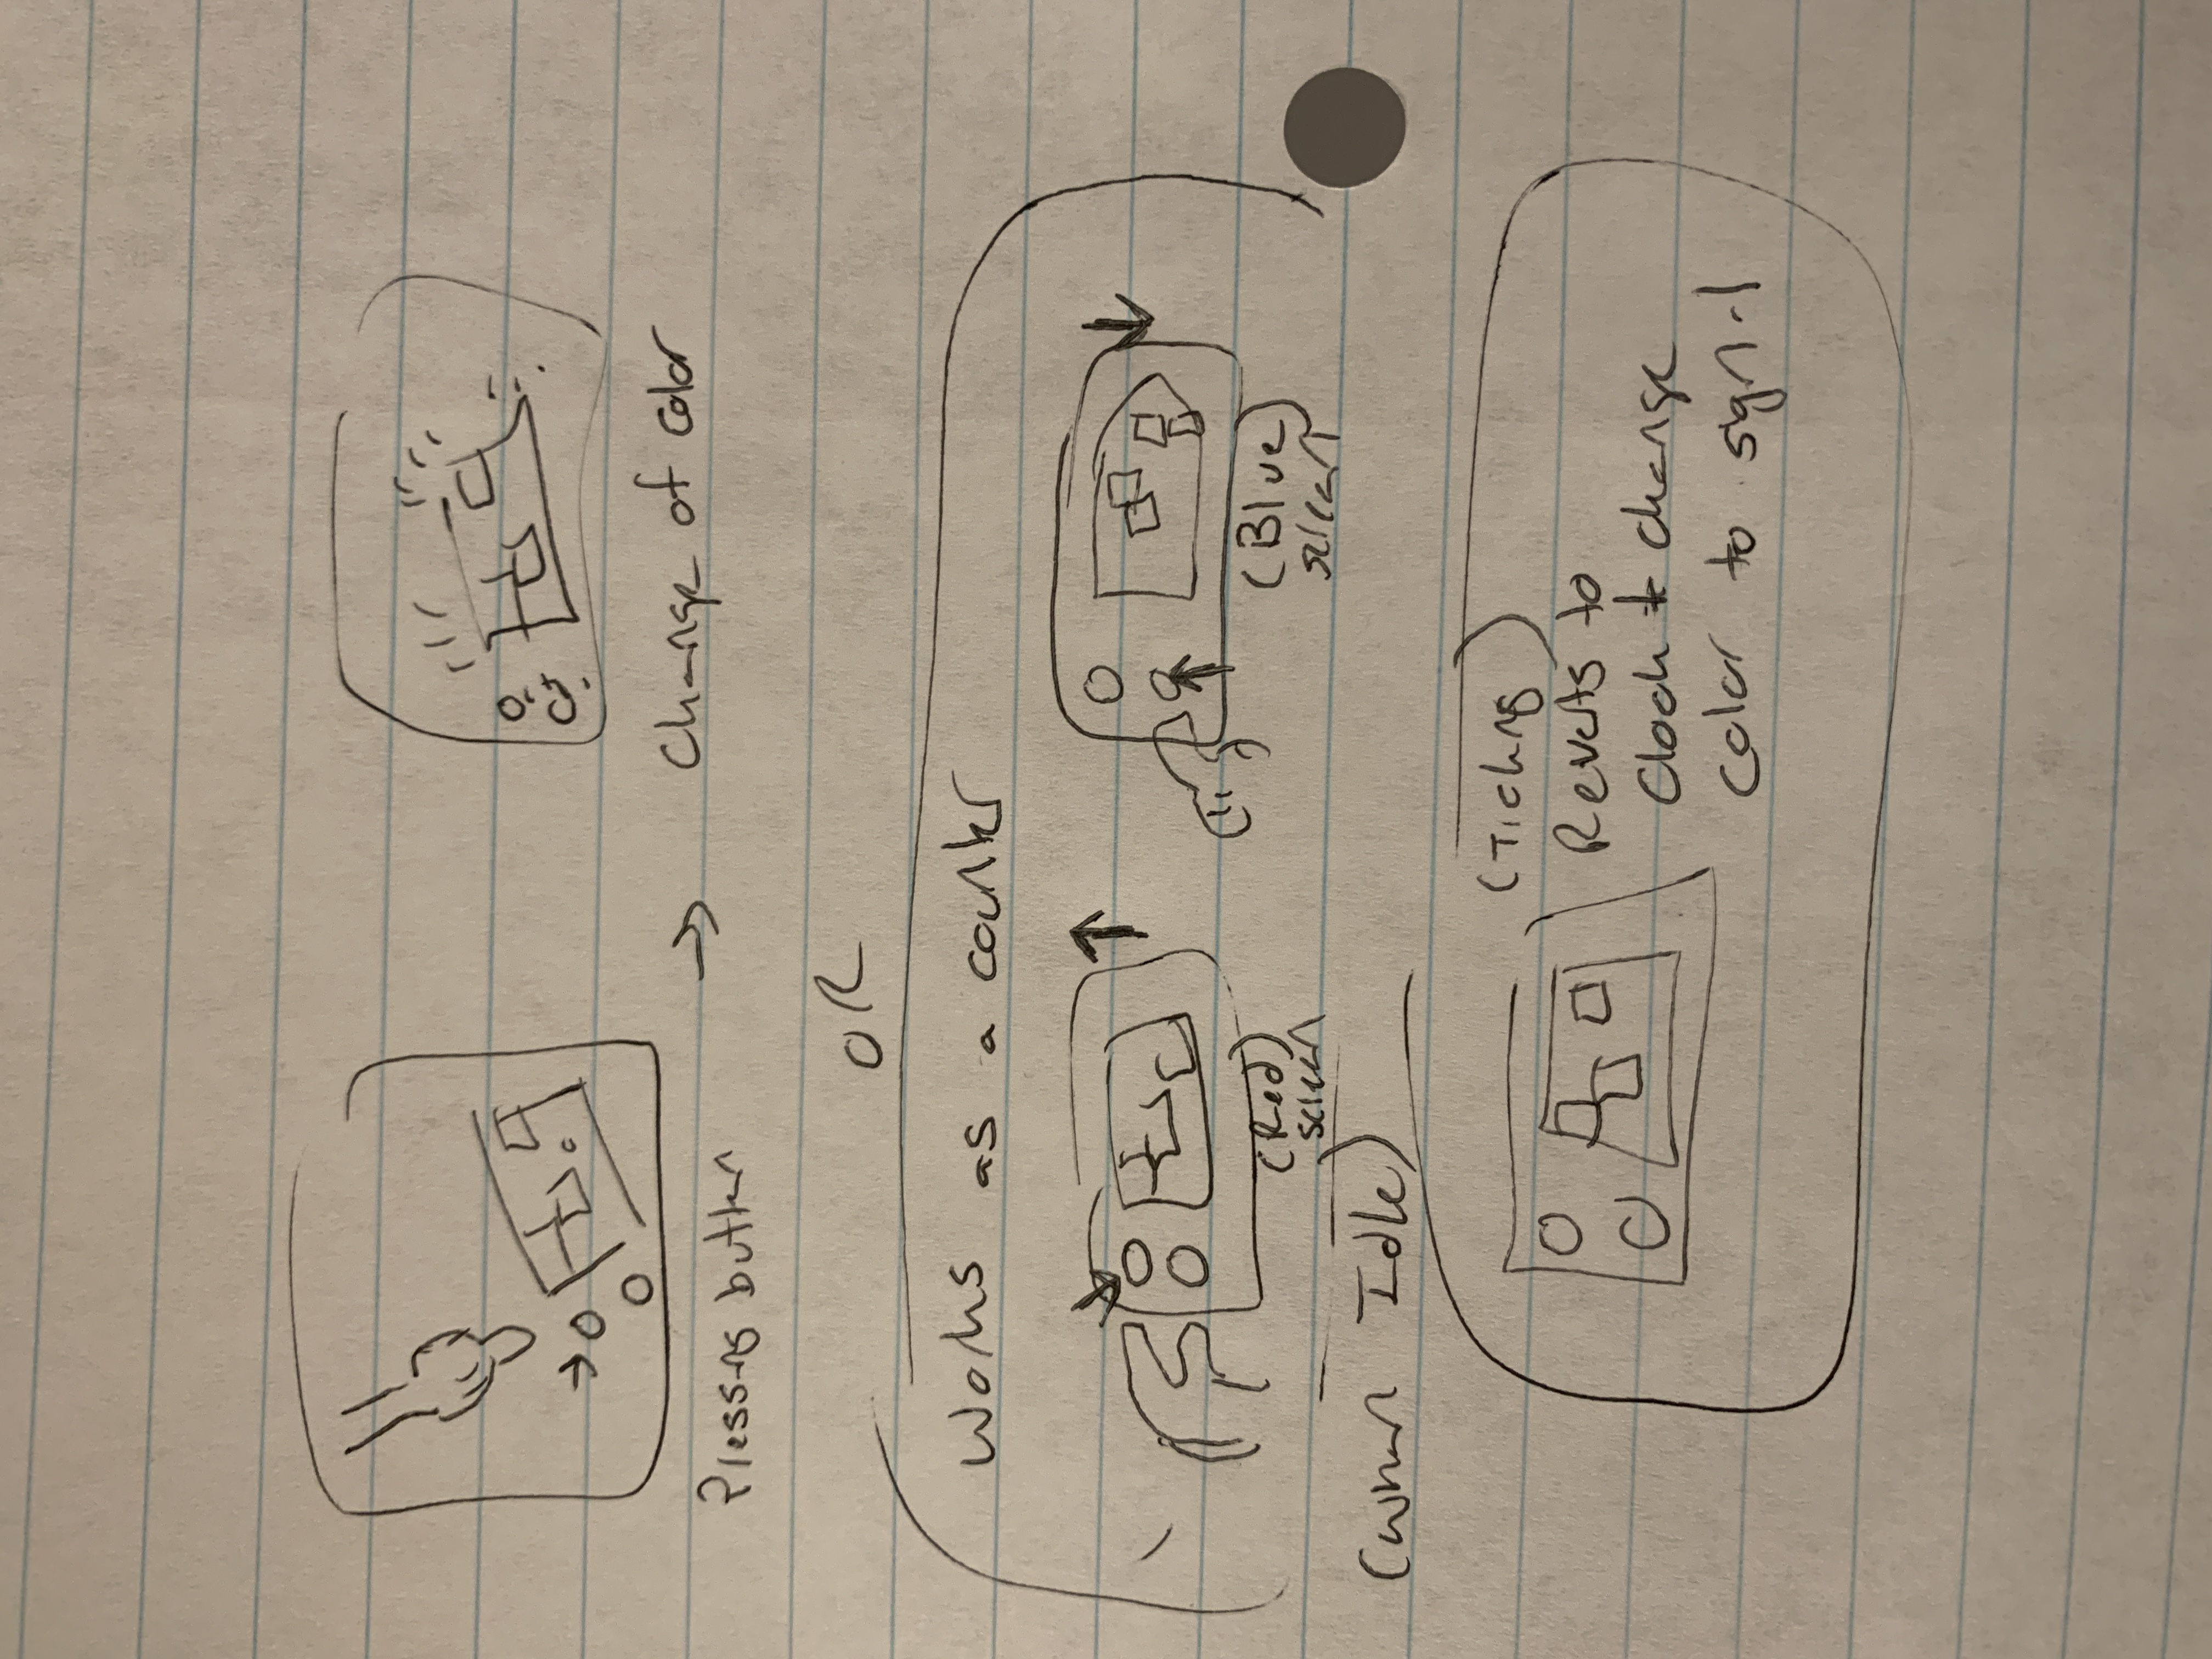 Pressing button
→
Change of color
OR
Works as a counter
(Red)
screen
(Blue)
screen
(when Idle)
(Ticking)
Reverts to
Clock to change
color to signal